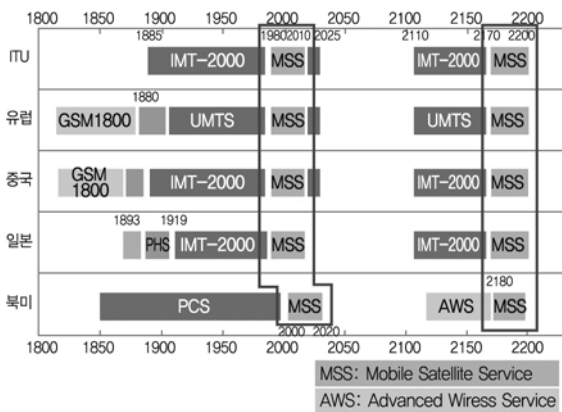 1800 1850 1900 1950 2000 2050 2100 2150 2200
1885 1980 2010 2025 2110 2170 2200
ITU IMT-2000 MSS IMT-2000 MSS
1880
유럽 GSM1800 UMTS MSS UMTS MSS
중국 GSM 1800 IMT-2000 MSS IMT-2000 MSS
1893 1919
일본 PHS IMT-2000 MSS IMT-2000 MSS
2180
북미 PCS MSS AWS MSS
2000 2020
1800 1850 1900 1950 2000 2050 2100 2150 2200
MSS: Mobile Satellite Service
AWS: Advanced Wiress Service